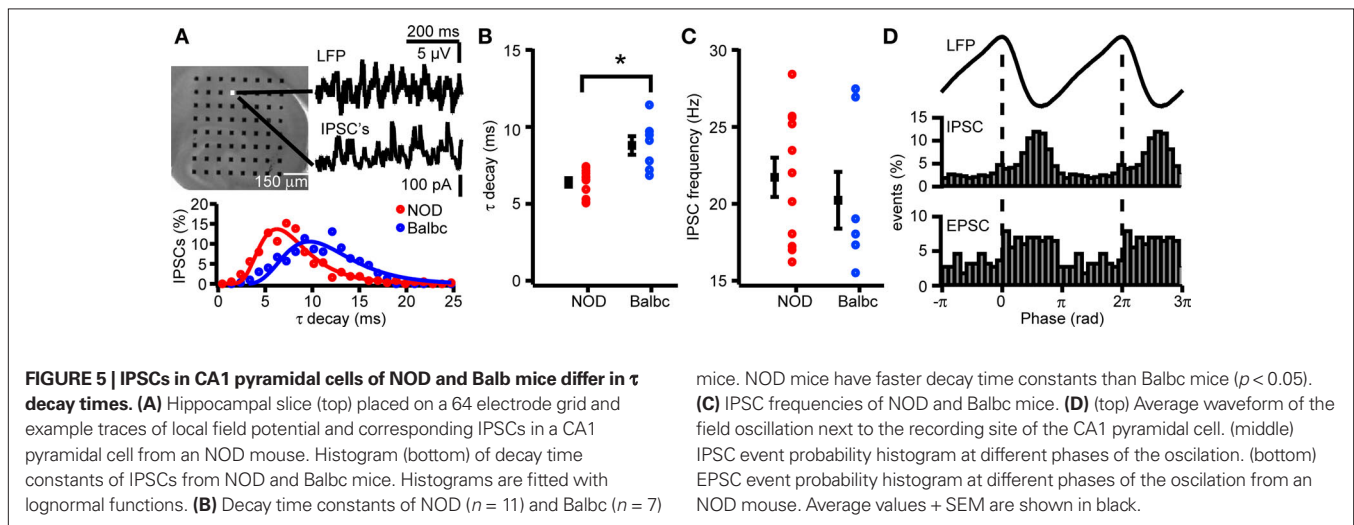 A
200 ms
LFP
5 µV
IPSC's
150 µm
100 pA
IPSCs (%)
20
15
10
5
0
NOD
Balbc
0 5 10 15 20 25
τ decay (ms)
B
τ decay (ms)
15
10
5
0
*
NOD Balbc
C
IPSC frequency (Hz)
30
25
20
15
NOD Balbc
D
LFP
events (%)
IPSC
15
10
5
0
EPSC
10
5
0
-π 0 π 2π 3π
Phase (rad)
FIGURE 5 | IPSCs in CA1 pyramidal cells of NOD and Balb mice differ in τ
decay times. (A) Hippocampal slice (top) placed on a 64 electrode grid and
example traces of local field potential and corresponding IPSCs in a CA1
pyramidal cell from an NOD mouse. Histogram (bottom) of decay time
constants of IPSCs from NOD and Balbc mice. Histograms are fitted with
lognormal functions. (B) Decay time constants of NOD (n = 11) and Balbc (n = 7)
mice. NOD mice have faster decay time constants than Balbc mice (p < 0.05).
(C) IPSC frequencies of NOD and Balbc mice. (D) (top) Average waveform of the
field oscillation next to the recording site of the CA1 pyramidal cell. (middle)
IPSC event probability histogram at different phases of the oscilation. (bottom)
EPSC event probability histogram at different phases of the oscilation from an
NOD mouse. Average values + SEM are shown in black.